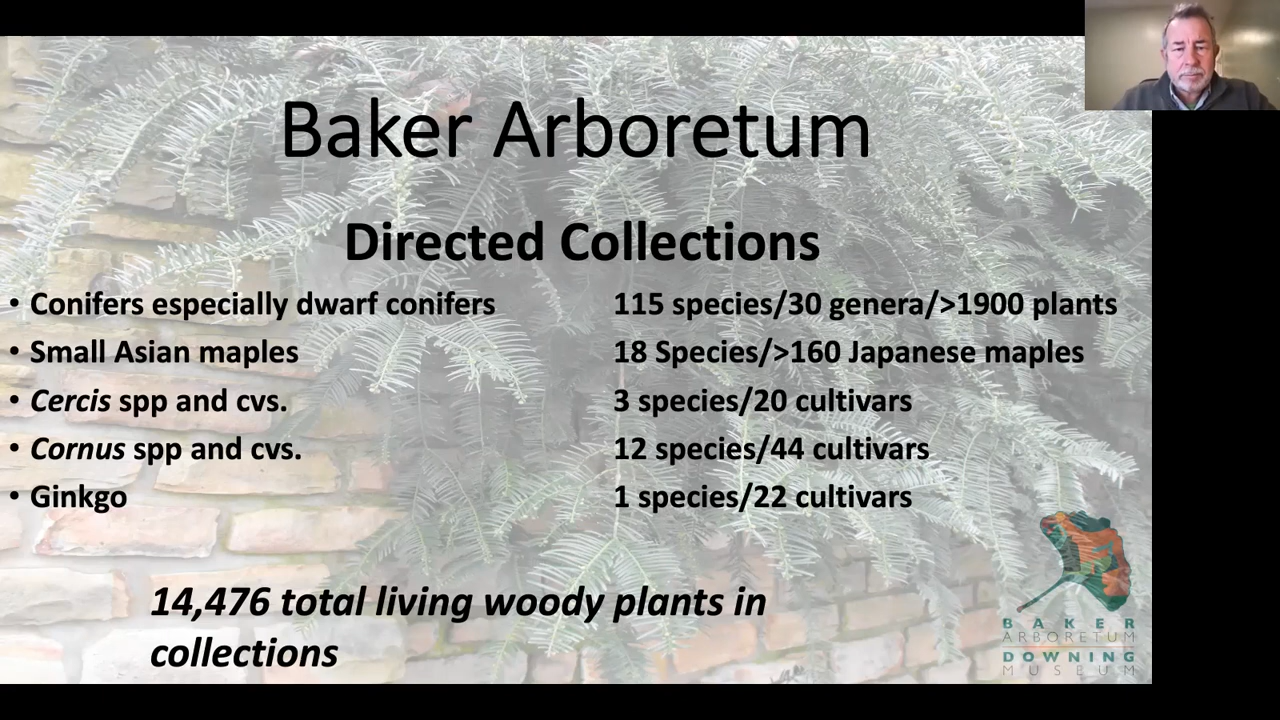 Baker Arboretum
Directed Collections
• Conifers especially dwarf conifers 115 species/30 genera/>1900 plants
• Small Asian maples 18 Species/>160 Japanese maples
• Cercis spp and cvs. 3 species/20 cultivars
• Cornus spp and cvs. 12 species/44 cultivars
• Ginkgo 1 species/22 cultivars
14,476 total living woody plants in
collections
BAKER
ARBORETUM
DOWNING
MUSEUM